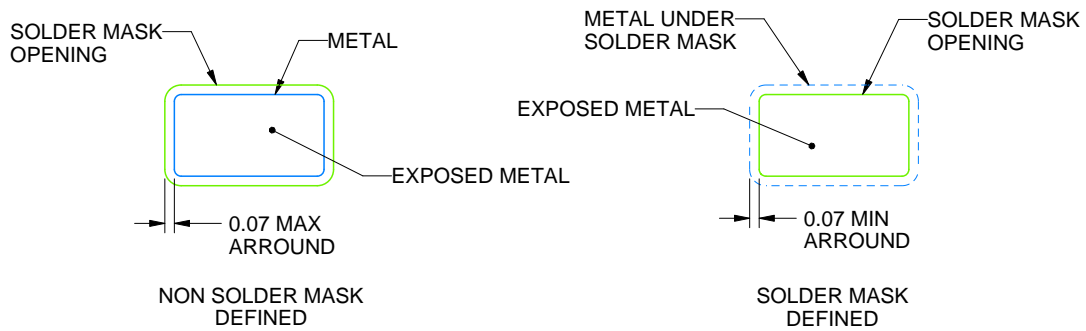 SOLDER MASK
OPENING
METAL
EXPOSED METAL
0.07 MAX
ARROUND
NON SOLDER MASK
DEFINED
METAL UNDER
SOLDER MASK
SOLDER MASK
OPENING
EXPOSED METAL
0.07 MIN
ARROUND
SOLDER MASK
DEFINED